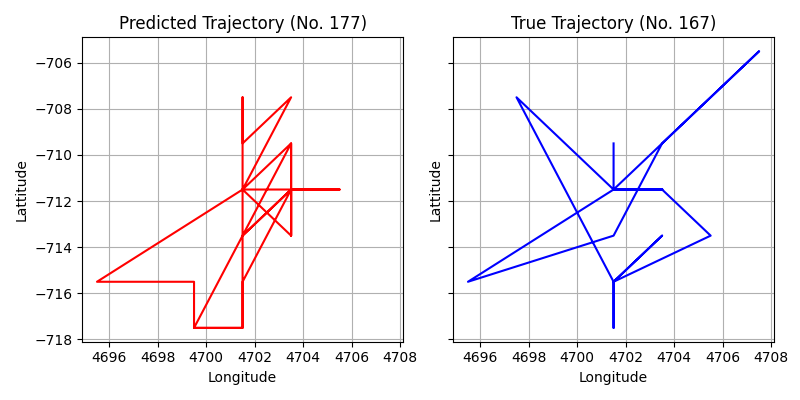 Predicted Trajectory (No. 177)
True Trajectory (No. 167)
Lattitude
−706
−708
−710
−712
−714
−716
−718
4696 4698 4700 4702 4704 4706 4708
Longitude
Lattitude
4696 4698 4700 4702 4704 4706 4708
Longitude